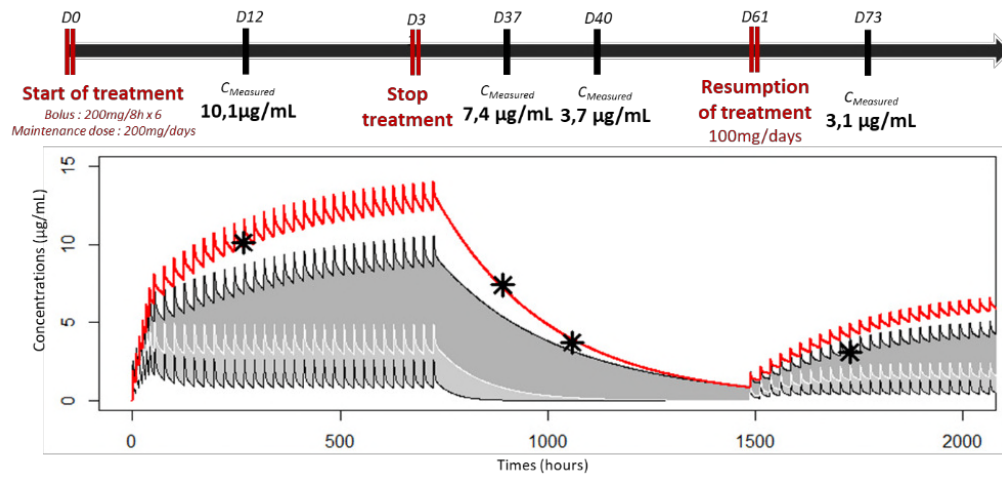 D0
D12
D3
D37
D40
D61
D73
Start of treatment
Bolus : 200mg/8h x 6
Maintenance dose : 200mg/days
CMeasured
10,1µg/mL
Stop
treatment
CMeasured
7,4 µg/mL
CMeasured
3,7 µg/mL
Resumption
of treatment
100mg/days
CMeasured
3,1 µg/mL
Concentrations (µg/mL)
15
10
5
0
0
500
1000
1500
2000
Times (hours)